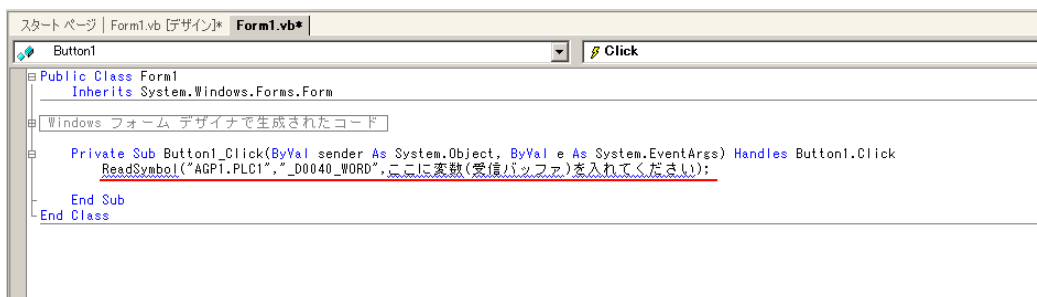 スタート ページ | Form1.vb [デザイン]* Form1.vb*
Button1 Click
Public Class Form1
Inherits System.Windows.Forms.Form
Windows フォーム デザイナで生成されたコード
Private Sub Button1_Click(ByVal sender As System.Object, ByVal e As System.EventArgs) Handles Button1.Click
ReadSymbol("AGP1.PLC1","_D0040_WORD",ここに変数(受信バッファ)を入れてください);
End Sub
End Class